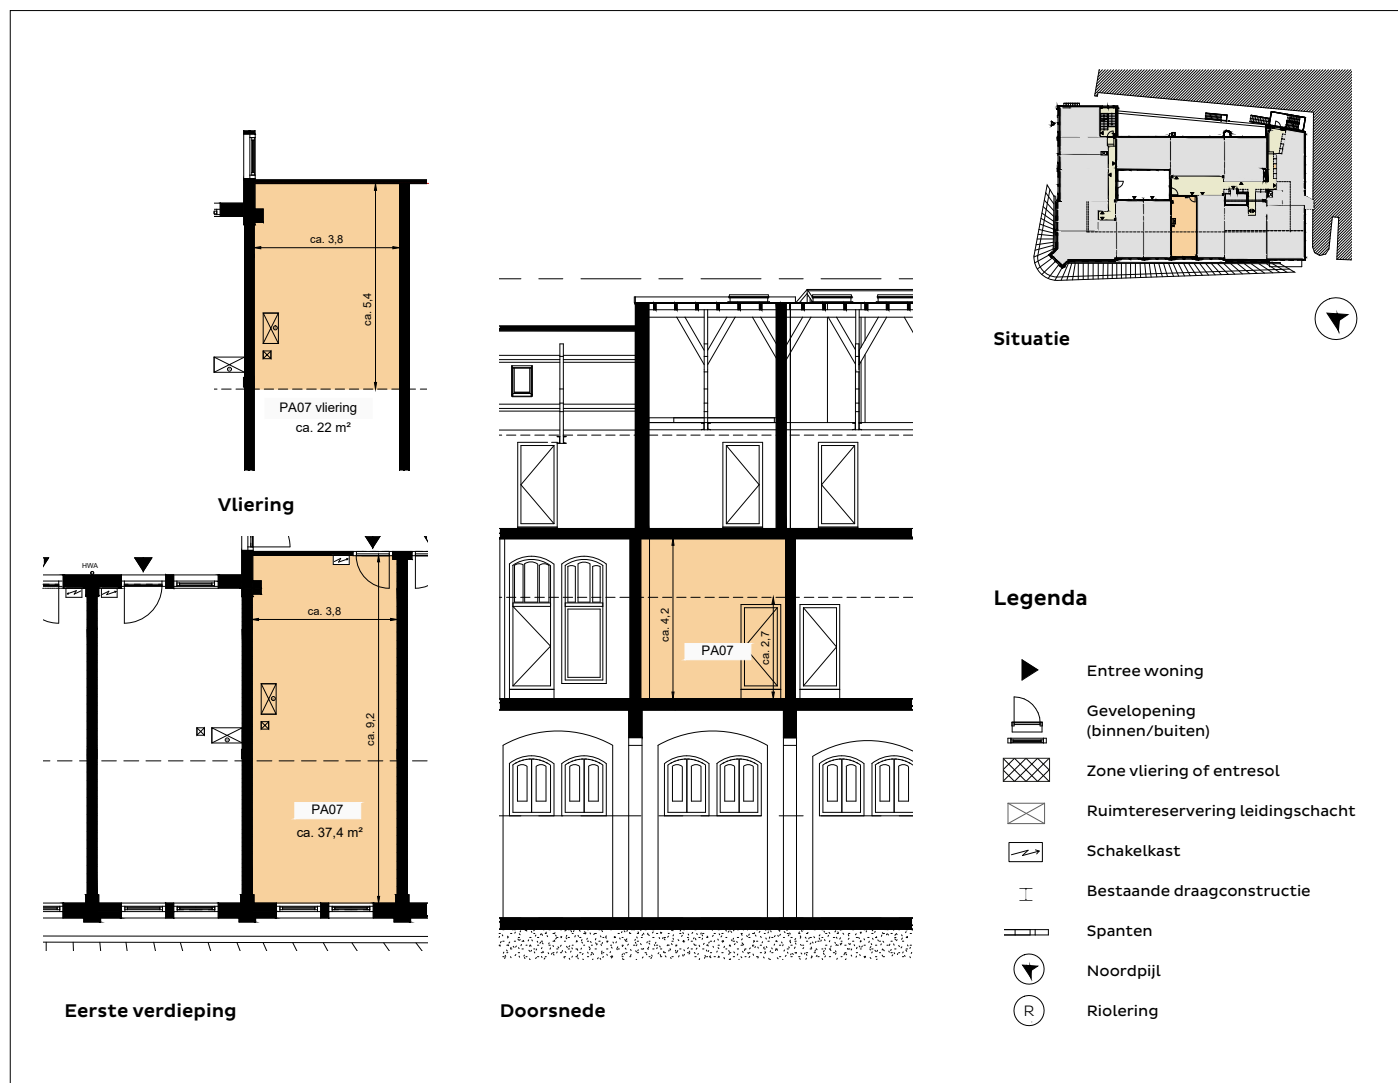 ca. 3,8
ca. 5,4
PA07 vliering
ca. 22 m²
Vliering
HWA
ca. 3,8
ca. 9,2
PA07
ca. 37,4 m²
Eerste verdieping
ca. 4,2
PA07
ca. 2,7
Doorsnede
Situatie
Legenda
Entree woning
Gevelopening
(binnen/buiten)
Zone vliering of entresol
Ruimtereservering leidingschacht
Schakelkast
Bestaande draagconstructie
Spanten
Noordpijl
R
Riolering